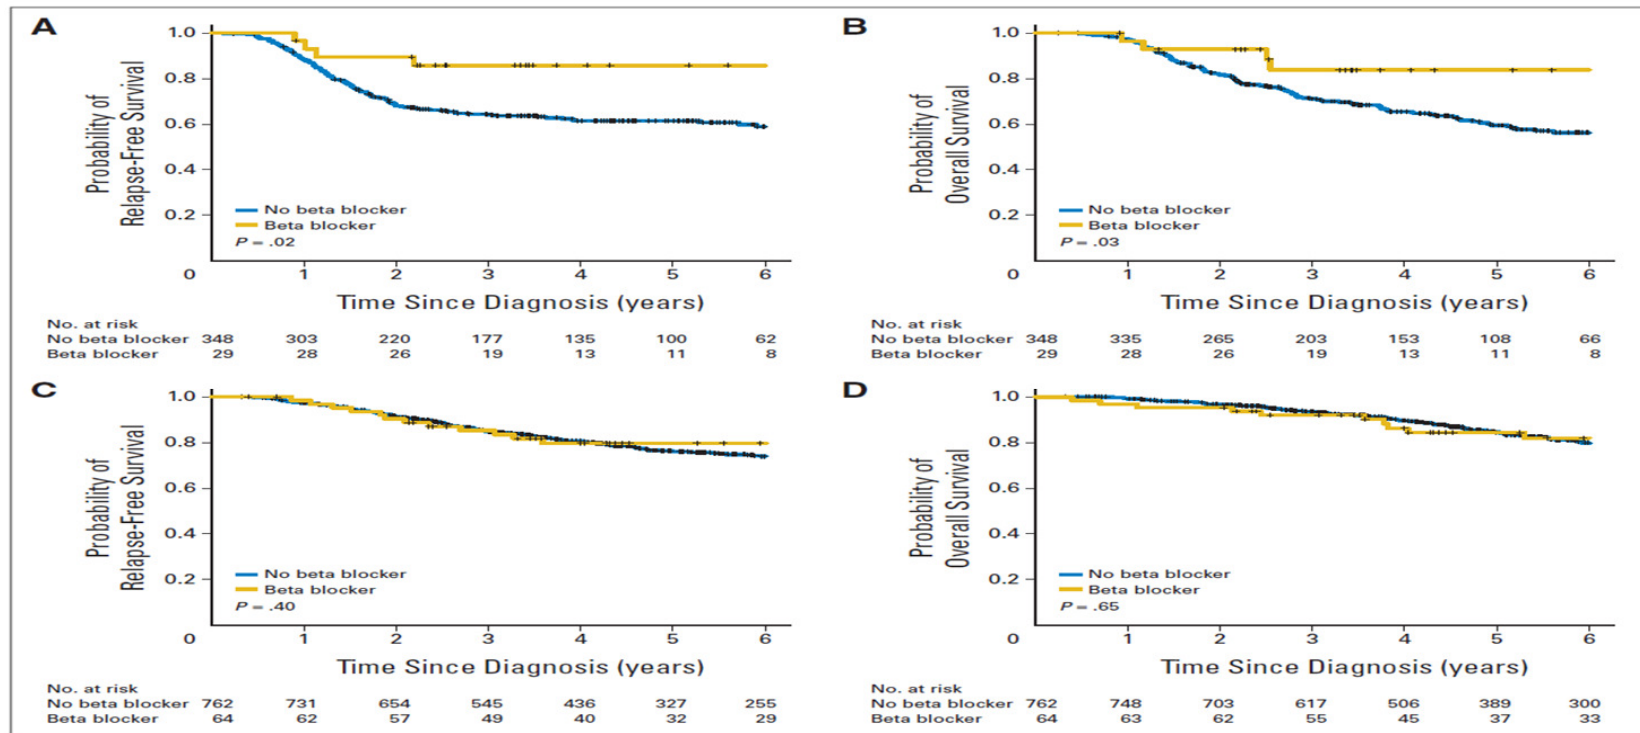 A
1.0
0.8
0.6
0.4
0.2
0
Probability of
Relapse-Free Survival
No beta blocker
Beta blocker
P = .02
1 2 3 4 5 6
Time Since Diagnosis (years)
No. at risk
No beta blocker 348 303 220 177 135 100 62
Beta blocker 29 28 26 19 13 11 8
B
1.0
0.8
0.6
0.4
0.2
0
Probability of
Overall Survival
No beta blocker
Beta blocker
P = .03
1 2 3 4 5 6
Time Since Diagnosis (years)
No. at risk
No beta blocker 348 335 265 203 153 108 66
Beta blocker 29 28 26 19 13 11 8
C
1.0
0.8
0.6
0.4
0.2
0
Probability of
Relapse-Free Survival
No beta blocker
Beta blocker
P = .40
1 2 3 4 5 6
Time Since Diagnosis (years)
No. at risk
No beta blocker 762 731 654 545 436 327 255
Beta blocker 64 62 57 49 40 32 29
D
1.0
0.8
0.6
0.4
0.2
0
Probability of
Overall Survival
No beta blocker
Beta blocker
P = .65
1 2 3 4 5 6
Time Since Diagnosis (years)
No. at risk
No beta blocker 762 748 703 617 506 389 300
Beta blocker 64 63 62 55 45 37 33